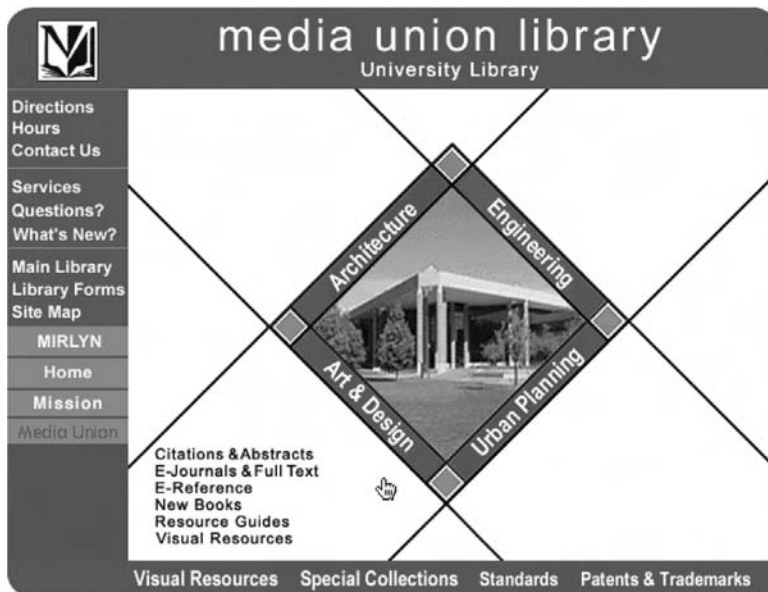 media union library
University Library
Directions
Hours
Contact Us
Services
Questions?
What's New?
Main Library
Library Forms
Site Map
MIRLYN
Home
Mission
Media Union
Architecture
Engineering
Art & Design
Urban Planning
Citations & Abstracts
E-Journals & Full Text
E-Reference
New Books
Resource Guides
Visual Resources
Visual Resources Special Collections Standards Patents & Trademarks